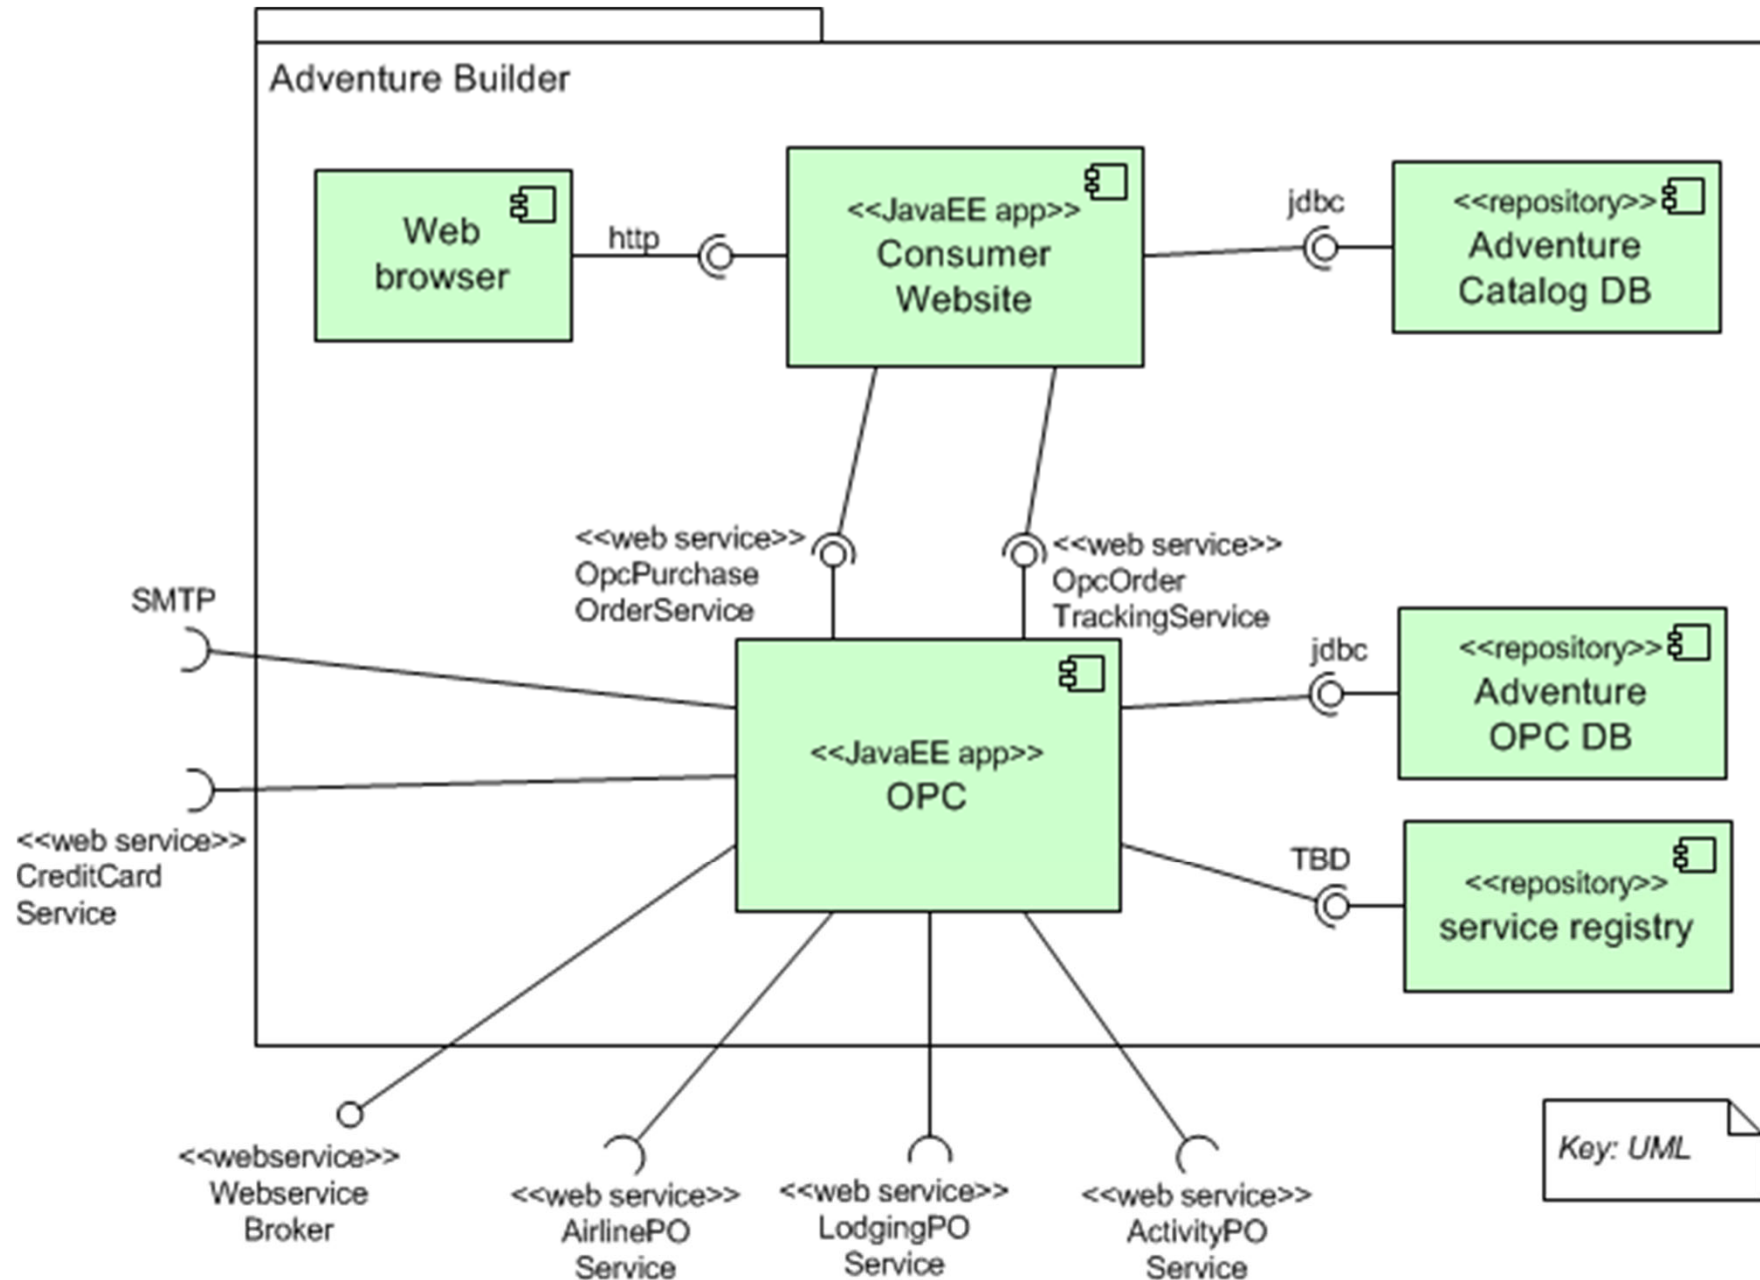 Adventure Builder
Web
browser
http
<<JavaEE app>>
Consumer
Website
jdbc
<<repository>>
Adventure
Catalog DB
<<web service>>
OpcPurchase
OrderService
<<web service>>
OpcOrder
TrackingService
SMTP
<<web service>>
CreditCard
Service
<<JavaEE app>>
OPC
jdbc
<<repository>>
Adventure
OPC DB
TBD
<<repository>>
service registry
<<webservice>>
Webservice
Broker
<<web service>>
AirlinePO
Service
<<web service>>
LodgingPO
Service
<<web service>>
ActivityPO
Service
Key: UML